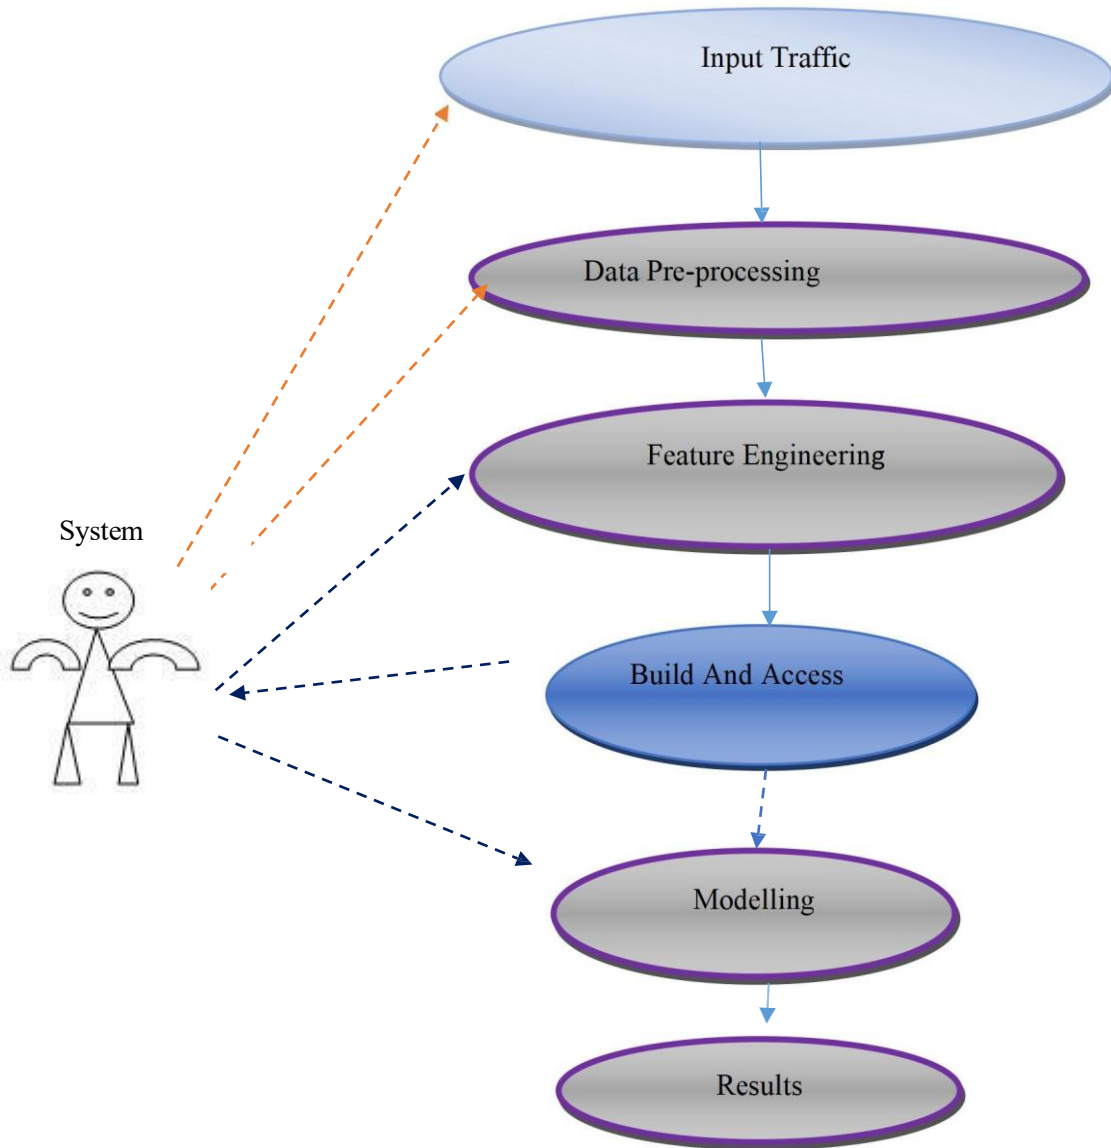 Input Traffic
Data Pre-processing
Feature Engineering
System
Build And Access
Modelling
Results